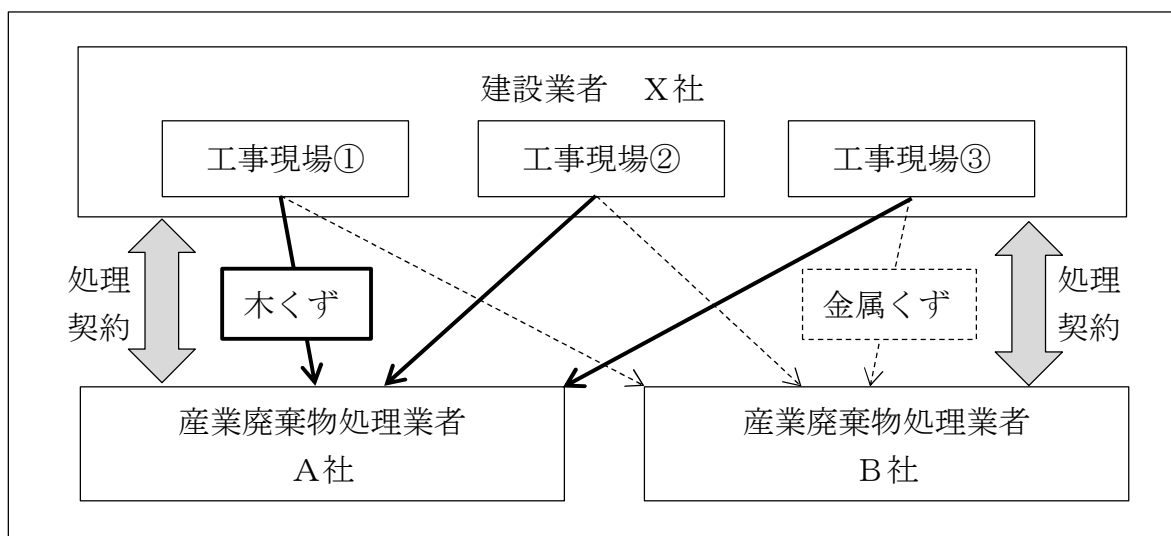 建設業者　X社
工事現場①
工事現場②
工事現場③
処理
契約
木くず
金属くず
処理
契約
産業廃棄物処理業者
A社
産業廃棄物処理業者
B社